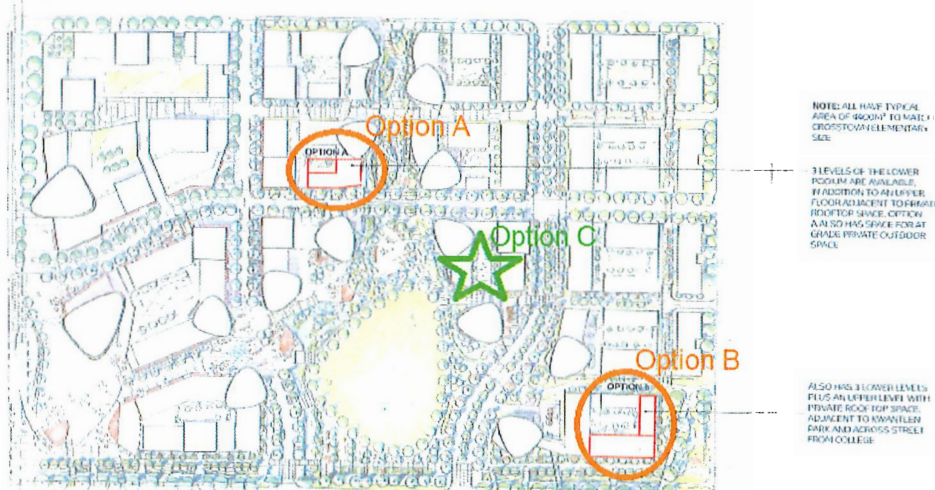 Option A
OPTION A
Option C
Option B
OPTION B
NOTE: ALL HAVE TYPICAL
AREA OF 4400M² TO MATCH
CROSSTOWN ELEMENTARY
SIZE
3 LEVELS OF THE LOWER
PODIUM ARE AVAILABLE,
IN ADDITION TO AN UPPER
FLOOR ADJACENT TO PRIVATE
ROOFTOP SPACE. OPTION
A ALSO HAS SPACE FOR AT
GRADE PRIVATE OUTDOOR
SPACE
ALSO HAS 3 LOWER LEVELS
PLUS AN UPPER LEVEL WITH
PRIVATE ROOF TOP SPACE.
ADJACENT TO KWANTLEN
PARK AND ACROSS STREET
FROM COLLEGE